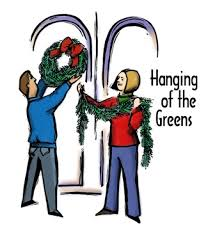 Hanging
of the
Greens